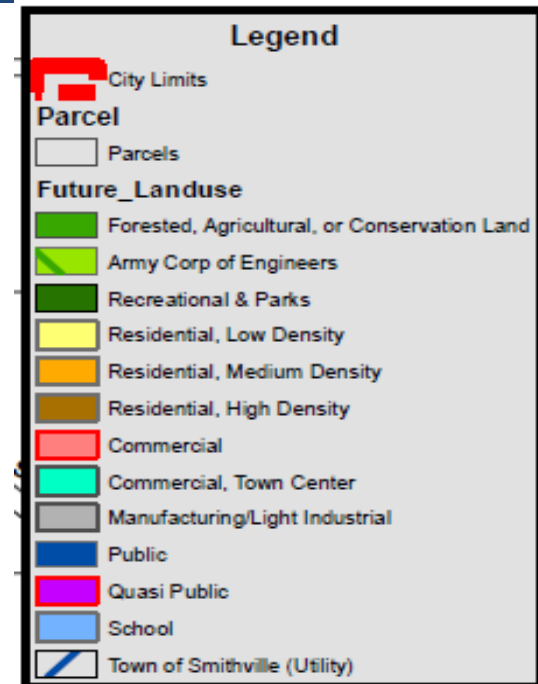 Legend
City Limits
Parcel
Parcels
Future_Landuse
Forested, Agricultural, or Conservation Land
Army Corp of Engineers
Recreational & Parks
Residential, Low Density
Residential, Medium Density
Residential, High Density
Commercial
Commercial, Town Center
Manufacturing/Light Industrial
Public
Quasi Public
School
Town of Smithville (Utility)